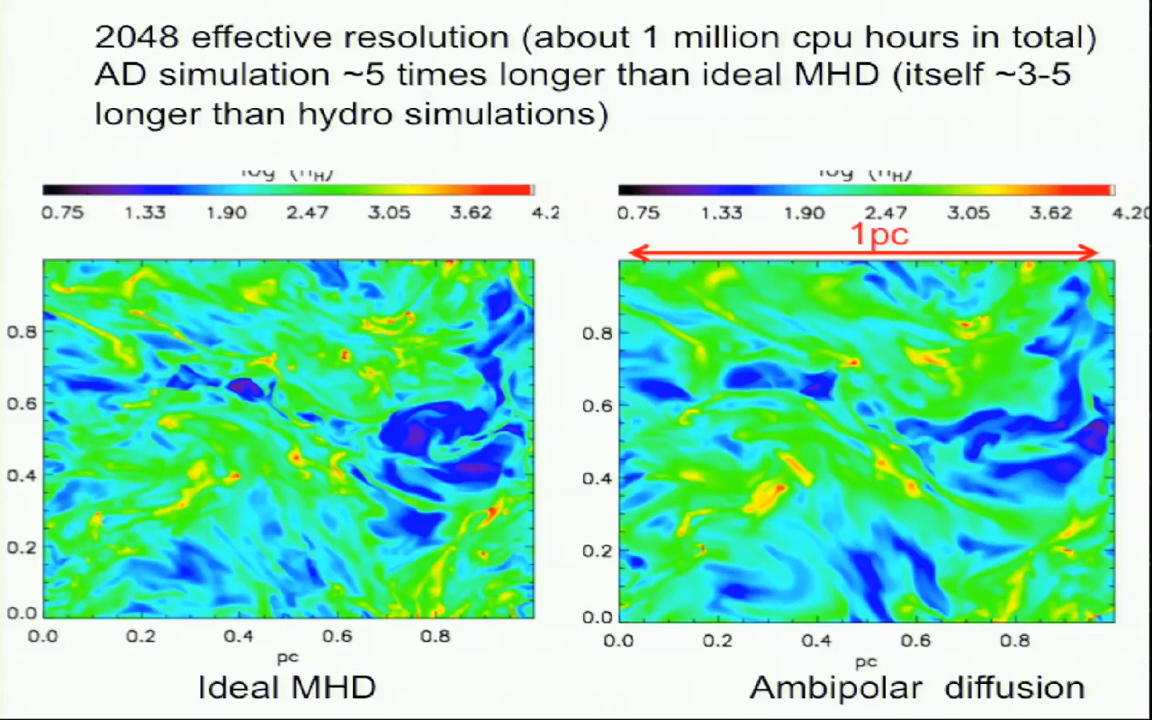 2048 effective resolution (about 1 million cpu hours in total)
AD simulation ~5 times longer than ideal MHD (itself ~3-5
longer than hydro simulations)
0.75 1.33 1.90 2.47 3.05 3.62 4.2
0.75 1.33 1.90 2.47 3.05 3.62 4.20
1pc
0.8
0.6
0.4
0.2
0.0
0.0 0.2 0.4 0.6 0.8
pc
0.8
0.6
0.4
0.2
0.0
0.0 0.2 0.4 0.6 0.8
pc
Ideal MHD
Ambipolar diffusion